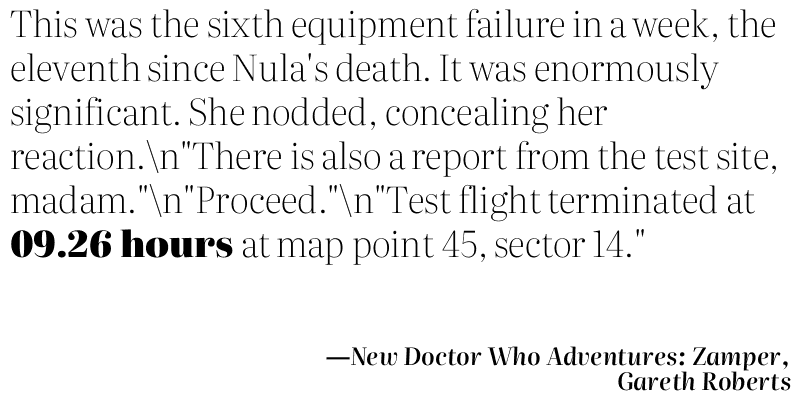 This was the sixth equipment failure in a week, the
eleventh since Nula's death. It was enormously
significant. She nodded, concealing her
reaction.\n"There is also a report from the test site,
madam."\n"Proceed."\n"Test flight terminated at
09.26 hours at map point 45, sector 14."
—New Doctor Who Adventures: Zamper,
Gareth Roberts